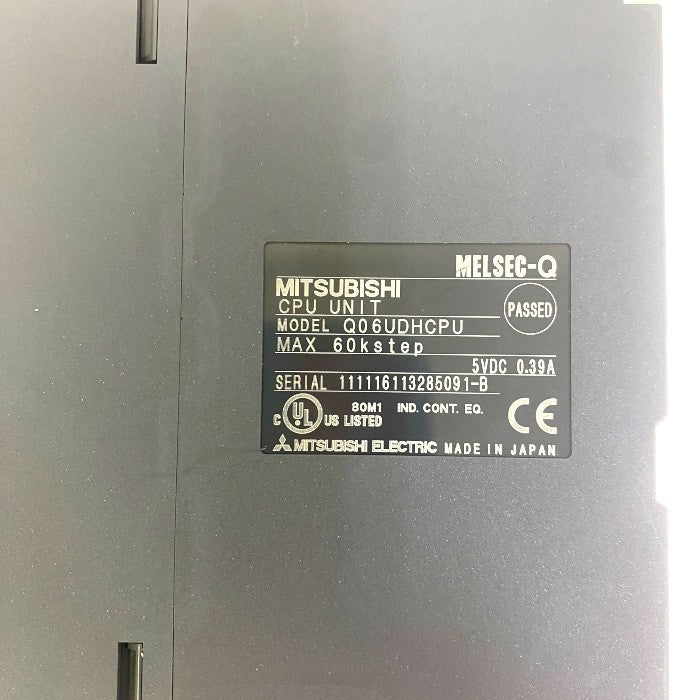 MELSEC-Q
MITSUBISHI
CPU UNIT
PASSED
MODEL Q06UDHCPU
MAX 60kstep
5VDC 0.39A
SERIAL 111116113285091-B
C UL US LISTED 80M1 IND. CONT. EQ. CE
MITSUBISHI ELECTRIC MADE IN JAPAN